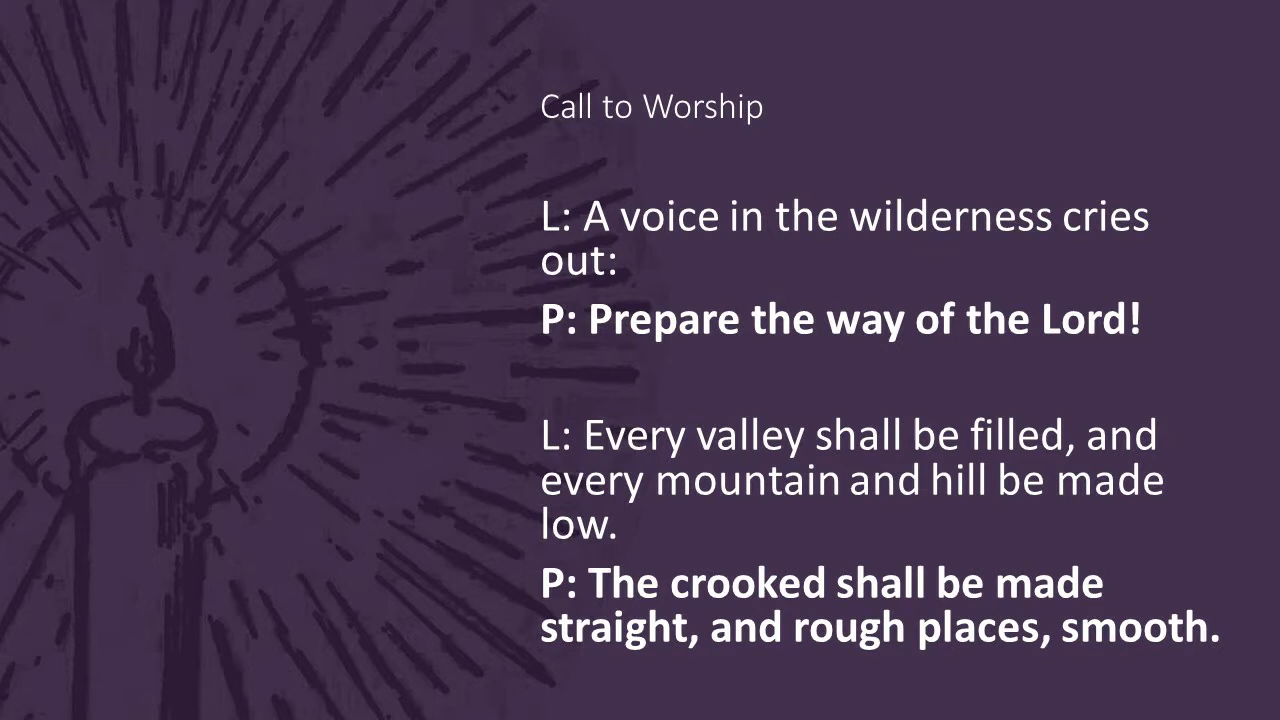 Call to Worship
L: A voice in the wilderness cries
out:
P: Prepare the way of the Lord!
L: Every valley shall be filled, and
every mountain and hill be made
low.
P: The crooked shall be made
straight, and rough places, smooth.